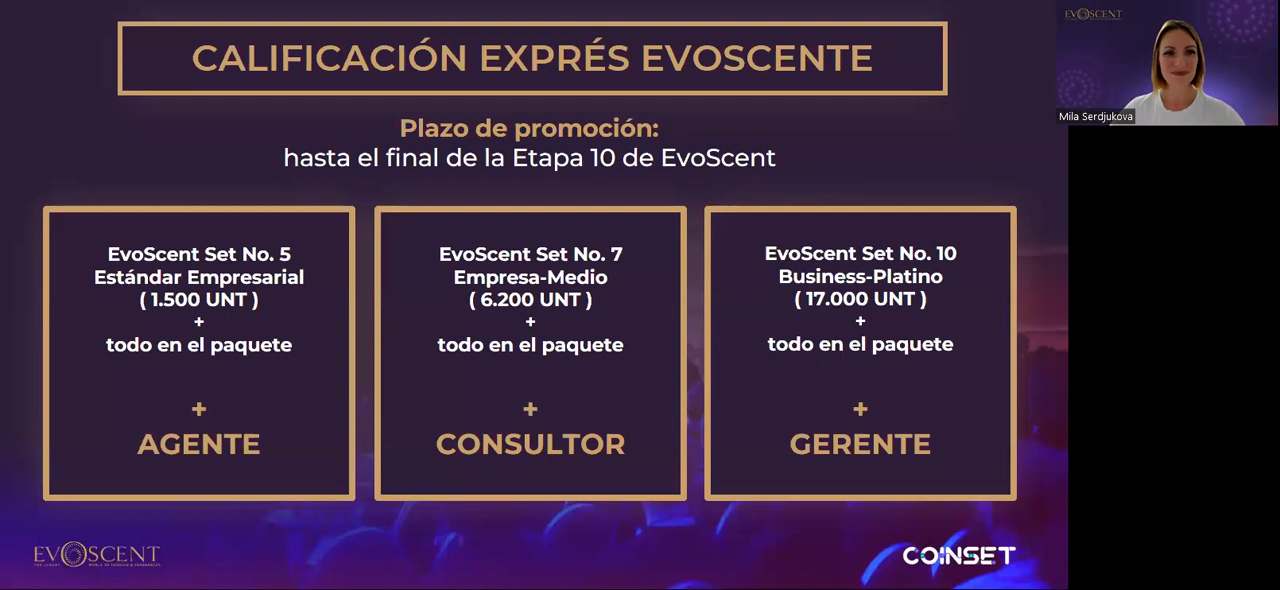 CALIFICACIÓN EXPRÉS EVOSCENTE
Plazo de promoción:
hasta el final de la Etapa 10 de EvoScent
EvoScent Set No. 5
Estándar Empresarial
( 1.500 UNT )
+
todo en el paquete
+
AGENTE
EvoScent Set No. 7
Empresa-Medio
( 6.200 UNT )
+
todo en el paquete
+
CONSULTOR
EvoScent Set No. 10
Business-Platino
( 17.000 UNT )
+
todo en el paquete
+
GERENTE
EVOSCENT
COINSET
EVOSCENT
Mila Serdjukova